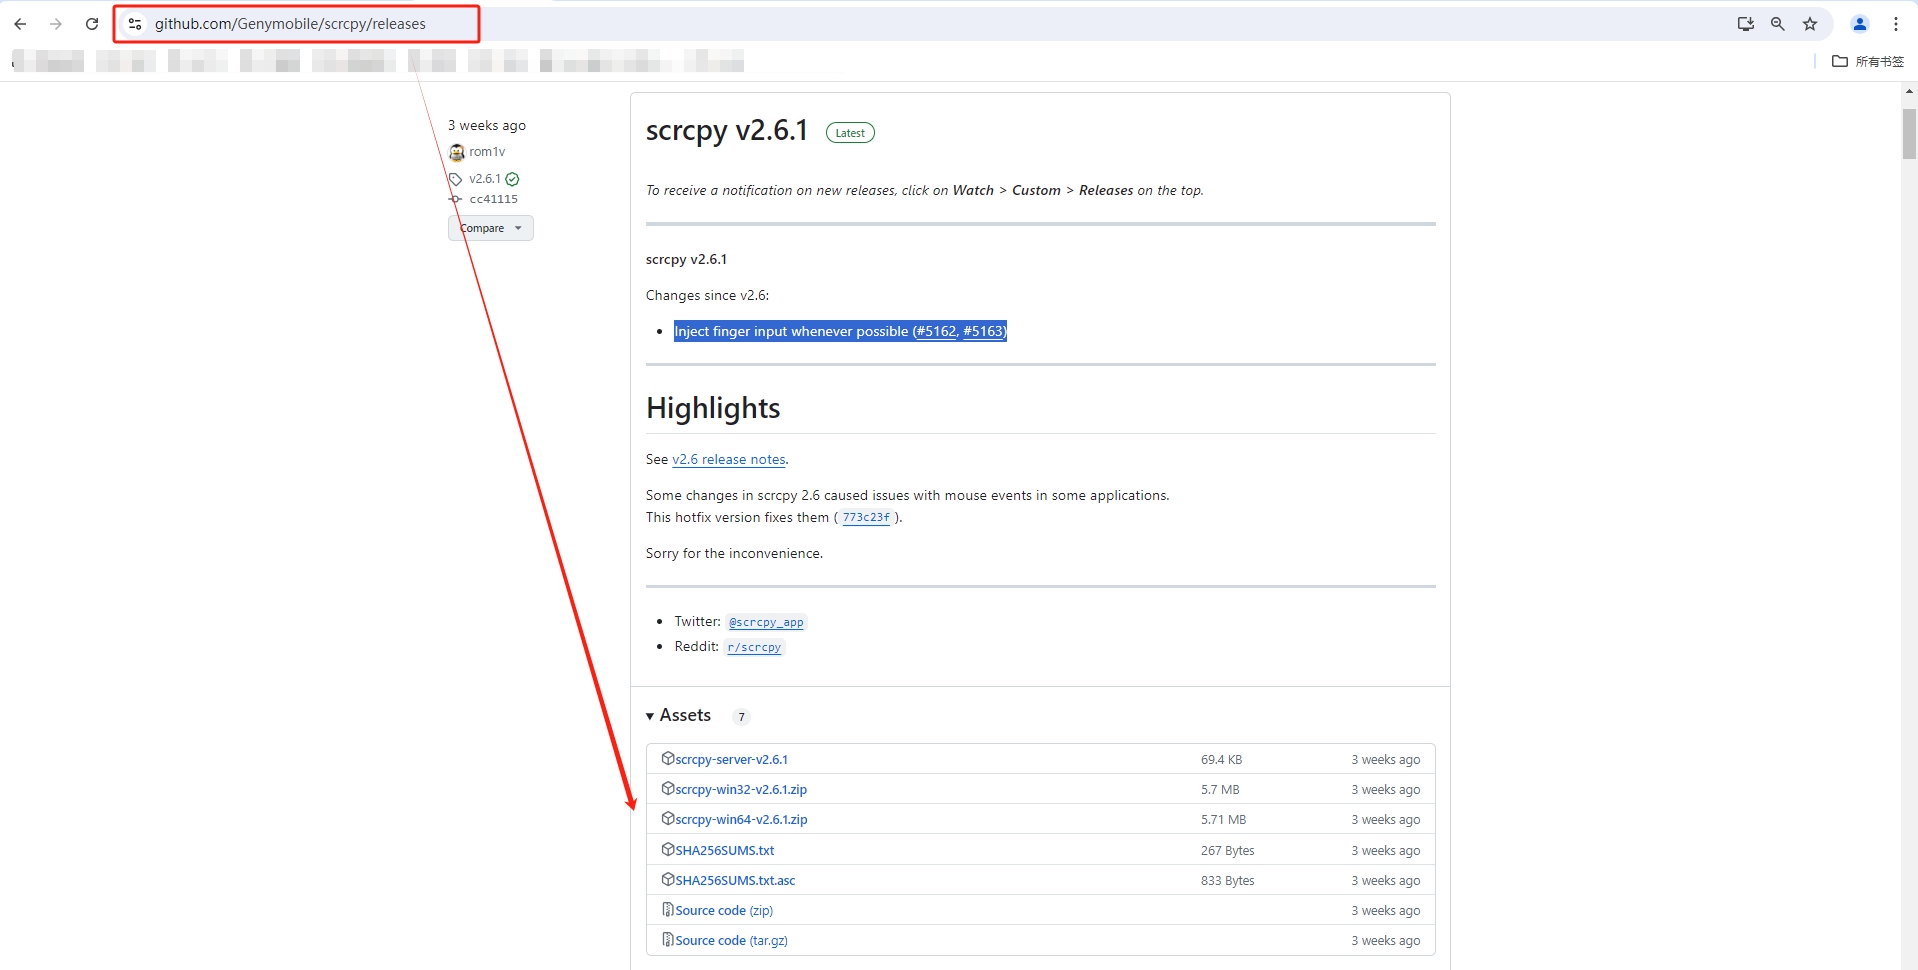 github.com/Genymobile/scrcpy/releases
所有书签
3 weeks ago
rom1v
v2.6.1
cc41115
Compare
scrcpy v2.6.1 Latest
To receive a notification on new releases, click on Watch > Custom > Releases on the top.
scrcpy v2.6.1
Changes since v2.6:
Inject finger input whenever possible (#5162, #5163)
Highlights
See v2.6 release notes.
Some changes in scrcpy 2.6 caused issues with mouse events in some applications.
This hotfix version fixes them ( 773c23f ).
Sorry for the inconvenience.
Twitter: @scrcpy_app
Reddit: r/scrcpy
Assets 7
scrcpy-server-v2.6.1 69.4 KB 3 weeks ago
scrcpy-win32-v2.6.1.zip 5.7 MB 3 weeks ago
scrcpy-win64-v2.6.1.zip 5.71 MB 3 weeks ago
SHA256SUMS.txt 267 Bytes 3 weeks ago
SHA256SUMS.txt.asc 833 Bytes 3 weeks ago
Source code (zip) 3 weeks ago
Source code (tar.gz) 3 weeks ago